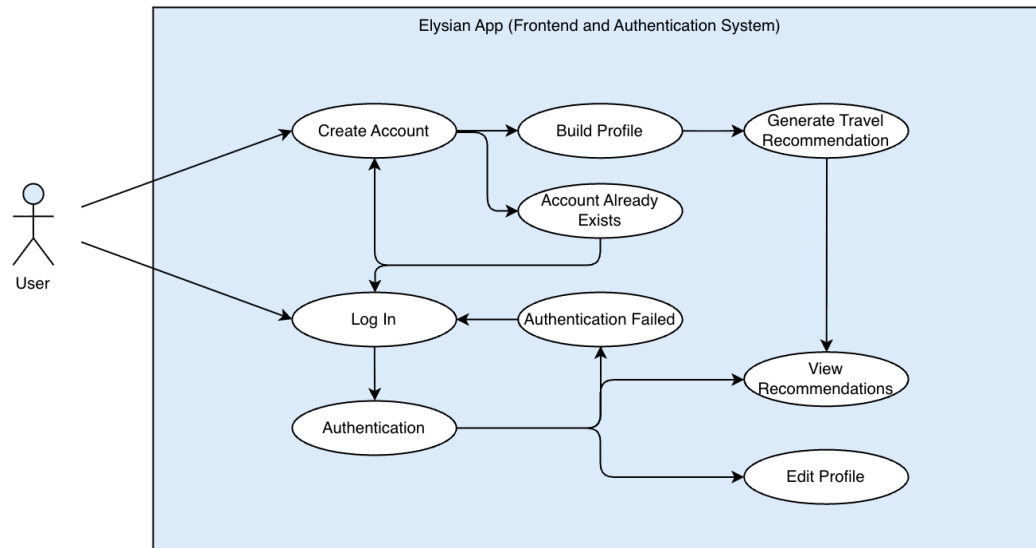 Elysian App (Frontend and Authentication System)
Create Account
Build Profile
Generate Travel
Recommendation
Account Already
Exists
User
Log In
Authentication Failed
View
Recommendations
Authentication
Edit Profile